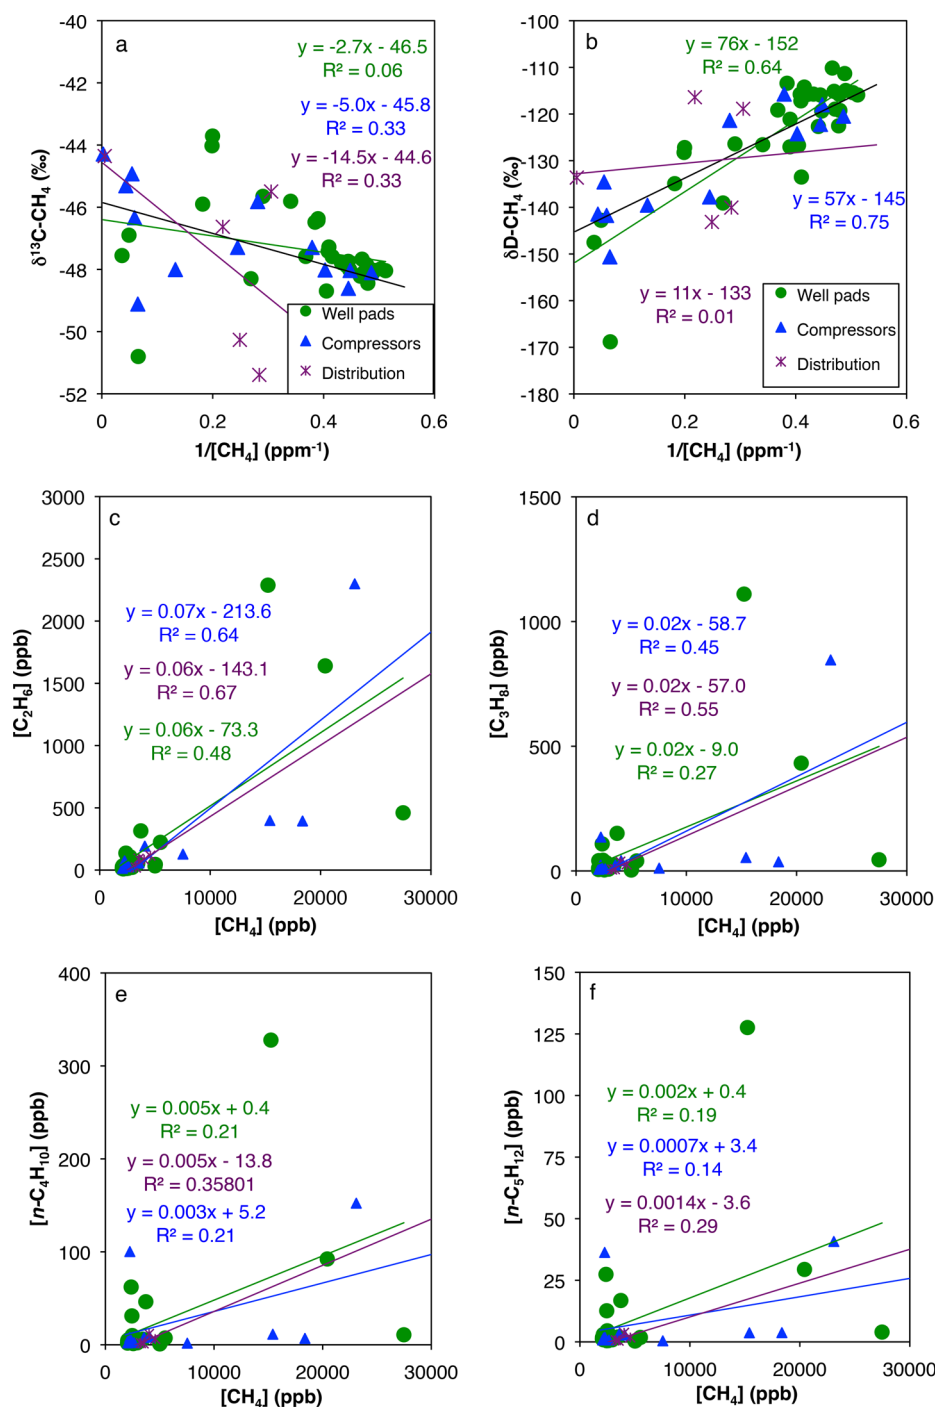 a
y = -2.7x - 46.5
R² = 0.06
y = -5.0x - 45.8
R² = 0.33
y = -14.5x - 44.6
R² = 0.33
-40
-42
-44
-46
-48
-50
-52
δ¹³C-CH₄ (‰)
Well pads
Compressors
Distribution
0
0.2
0.4
0.6
1/[CH₄] (ppm⁻¹)
b
y = 76x - 152
R² = 0.64
y = 57x - 145
R² = 0.75
y = 11x - 133
R² = 0.01
-100
-110
-120
-130
-140
-150
-160
-170
-180
δD-CH₄ (‰)
Well pads
Compressors
Distribution
0
0.2
0.4
0.6
1/[CH₄] (ppm⁻¹)
c
y = 0.07x - 213.6
R² = 0.64
y = 0.06x - 143.1
R² = 0.67
y = 0.06x - 73.3
R² = 0.48
3000
2500
2000
1500
1000
500
0
[C₂H₆] (ppb)
0
10000
20000
30000
[CH₄] (ppb)
d
y = 0.02x - 58.7
R² = 0.45
y = 0.02x - 57.0
R² = 0.55
y = 0.02x - 9.0
R² = 0.27
1500
1000
500
0
[C₃H₈] (ppb)
0
10000
20000
30000
[CH₄] (ppb)
e
y = 0.005x + 0.4
R² = 0.21
y = 0.005x - 13.8
R² = 0.35801
y = 0.003x + 5.2
R² = 0.21
400
300
200
100
0
[n-C₄H₁₀] (ppb)
0
10000
20000
30000
[CH₄] (ppb)
f
y = 0.002x + 0.4
R² = 0.19
y = 0.0007x + 3.4
R² = 0.14
y = 0.0014x - 3.6
R² = 0.29
150
125
100
75
50
25
0
[n-C₅H₁₂] (ppb)
0
10000
20000
30000
[CH₄] (ppb)